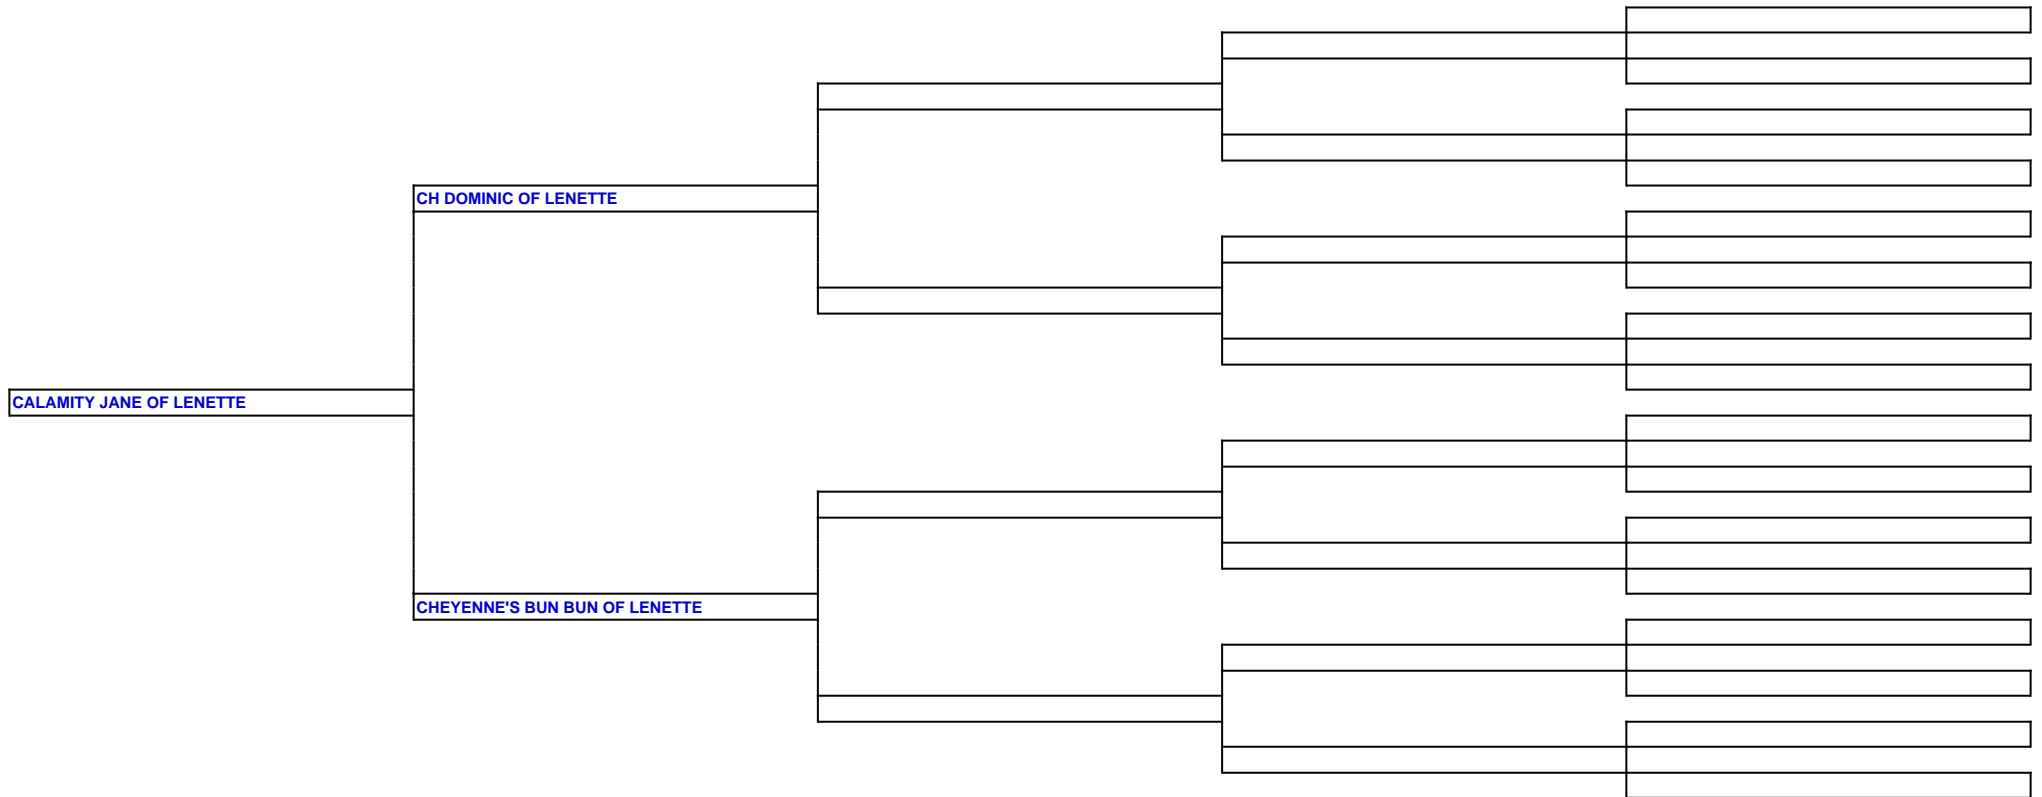 CH DOMINIC OF LENETTE
CALAMITY JANE OF LENETTE
CHEYENNE'S BUN BUN OF LENETTE